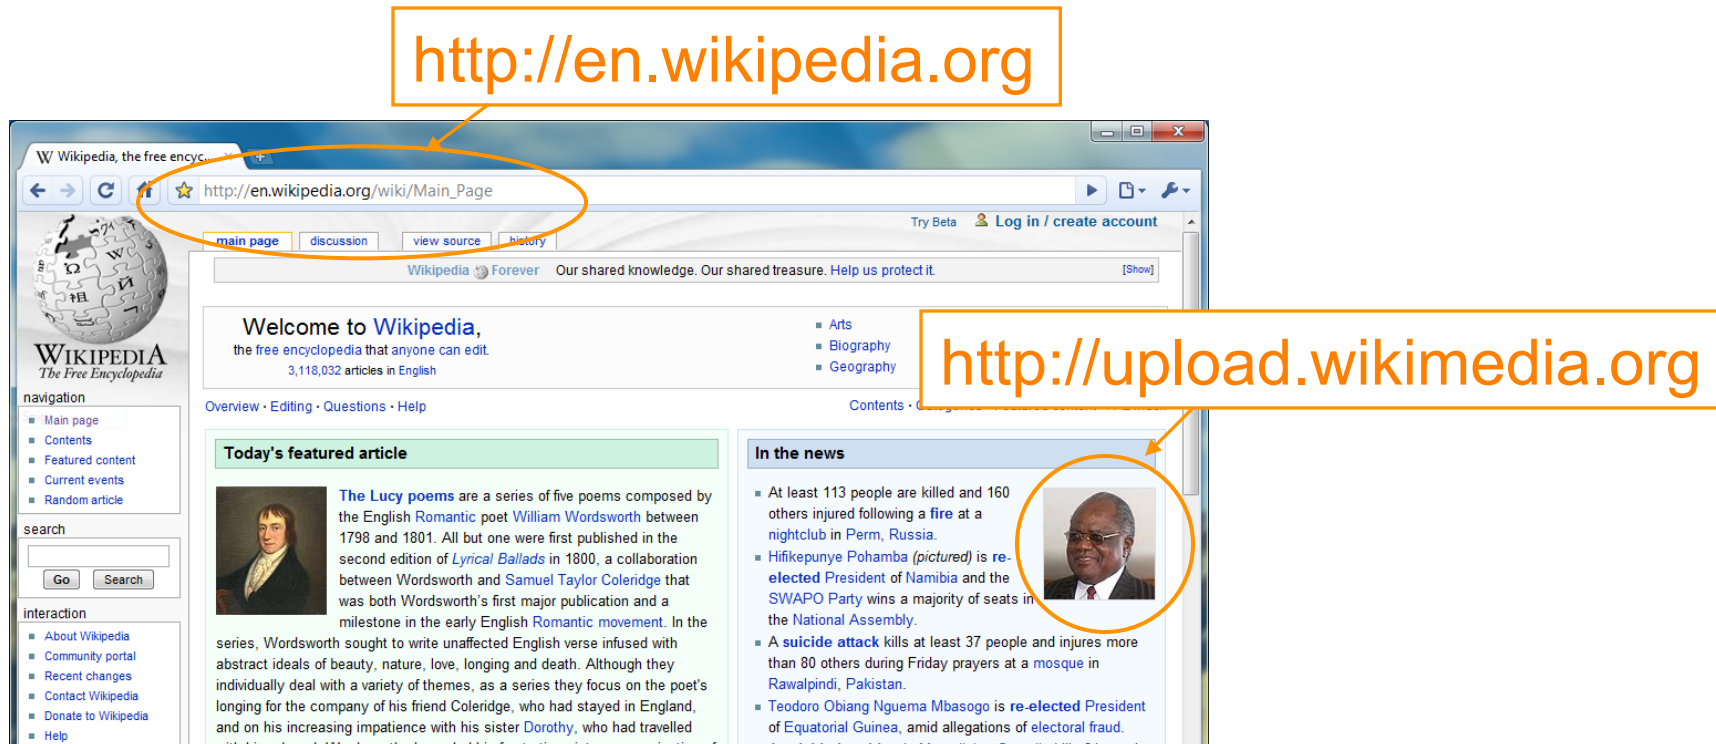 http://en.wikipedia.org
Wikipedia, the free encyc...
http://en.wikipedia.org/wiki/Main_Page
Try Beta Log in / create account
main page discussion view source history
Wikipedia Forever Our shared knowledge. Our shared treasure. Help us protect it. [Show]
WIKIPEDIA
The Free Encyclopedia
navigation
Main page
Contents
Featured content
Current events
Random article
search
Go Search
interaction
About Wikipedia
Community portal
Recent changes
Contact Wikipedia
Donate to Wikipedia
Help
Welcome to Wikipedia,
the free encyclopedia that anyone can edit.
3,118,032 articles in English
Arts
Biography
Geography
http://upload.wikimedia.org
Overview · Editing · Questions · Help
Contents ·
Today's featured article
The Lucy poems are a series of five poems composed by
the English Romantic poet William Wordsworth between
1798 and 1801. All but one were first published in the
second edition of Lyrical Ballads in 1800, a collaboration
between Wordsworth and Samuel Taylor Coleridge that
was both Wordsworth's first major publication and a
milestone in the early English Romantic movement. In the
series, Wordsworth sought to write unaffected English verse infused with
abstract ideals of beauty, nature, love, longing and death. Although they
individually deal with a variety of themes, as a series they focus on the poet's
longing for the company of his friend Coleridge, who had stayed in England,
and on his increasing impatience with his sister Dorothy, who had travelled
In the news
At least 113 people are killed and 160
others injured following a fire at a
nightclub in Perm, Russia.
Hifikepunye Pohamba (pictured) is re-
elected President of Namibia and the
SWAPO Party wins a majority of seats in
the National Assembly.
A suicide attack kills at least 37 people and injures more
than 80 others during Friday prayers at a mosque in
Rawalpindi, Pakistan.
Teodoro Obiang Nguema Mbasogo is re-elected President
of Equatorial Guinea, amid allegations of electoral fraud.